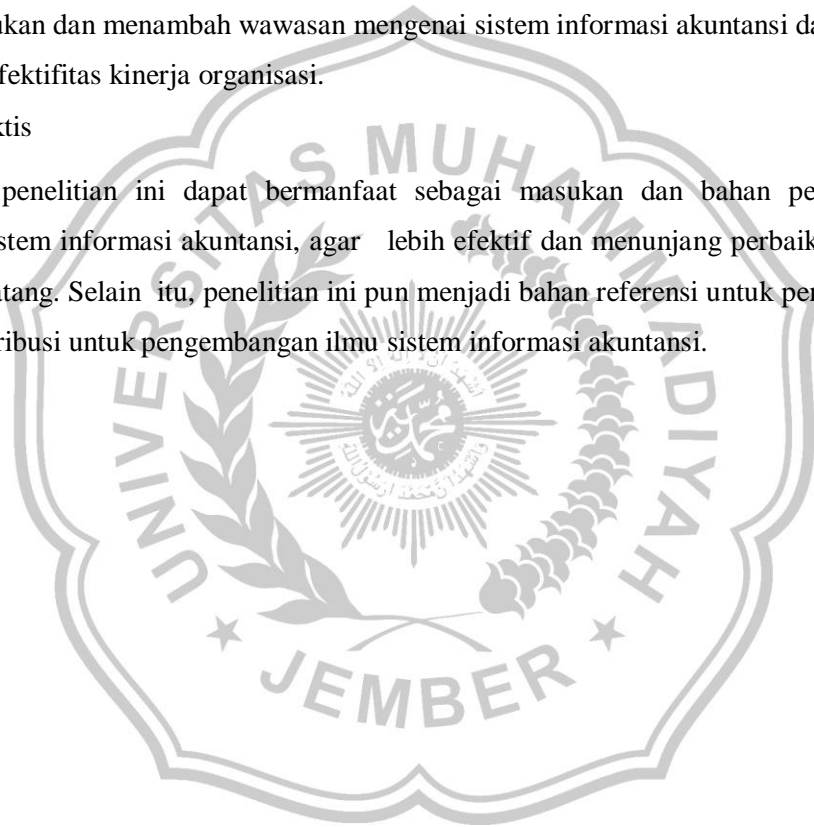 ukan dan menambah wawasan mengenai sistem informasi akuntansi da
fektifitas kinerja organisasi.
ktis
penelitian ini dapat bermanfaat sebagai masukan dan bahan pe
stem informasi akuntansi, agar lebih efektif dan menunjang perbaik
atang. Selain itu, penelitian ini pun menjadi bahan referensi untuk pen
ribusi untuk pengembangan ilmu sistem informasi akuntansi.
UNIVERSITAS MUHAMMADIYAH
JEMBER